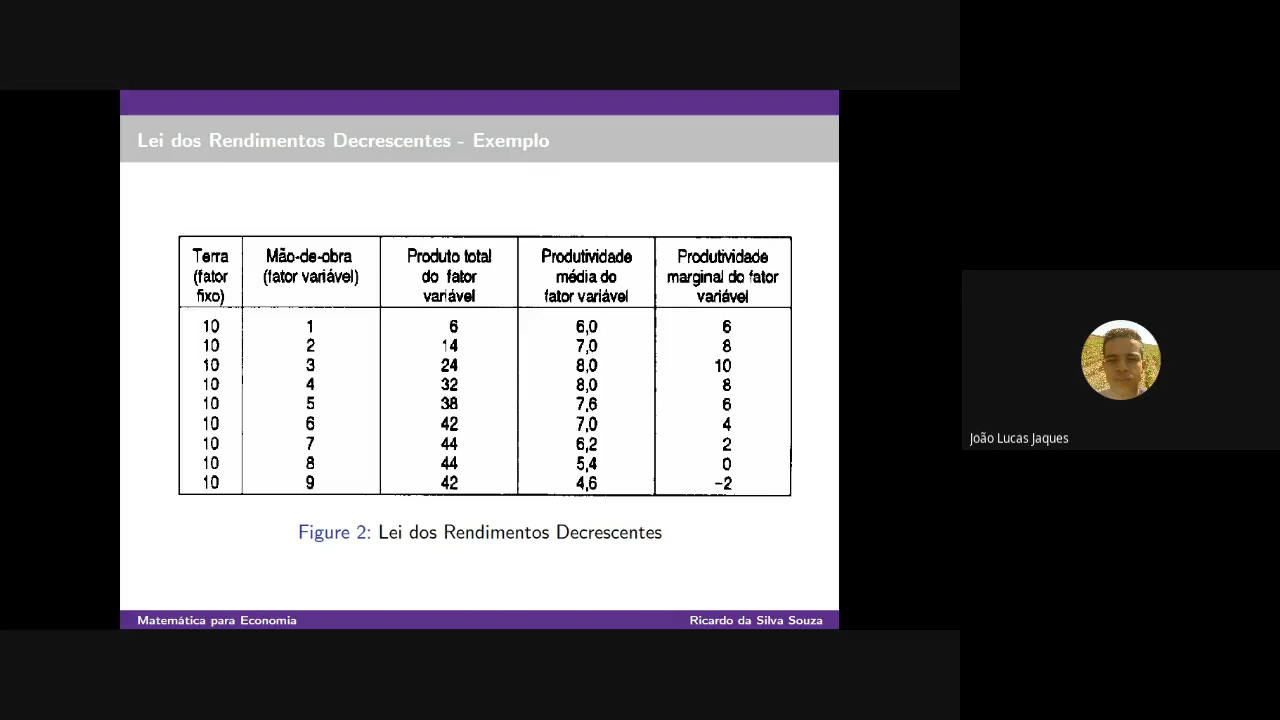 Lei dos Rendimentos Decrescentes - Exemplo
Terra Mão-de-obra Produto total Produtividade Produtividade
(fator (fator variável) do fator média do marginal do fator
fixo) variável fator variável variável
10 1 6 6,0 6
10 2 14 7,0 8
10 3 24 8,0 10
10 4 32 8,0 8
10 5 38 7,6 6
10 6 42 7,0 4
10 7 44 6,2 2
10 8 44 5,4 0
10 9 42 4,6 –2
Figure 2: Lei dos Rendimentos Decrescentes
Matemática para Economia Ricardo da Silva Souza
João Lucas Jaques